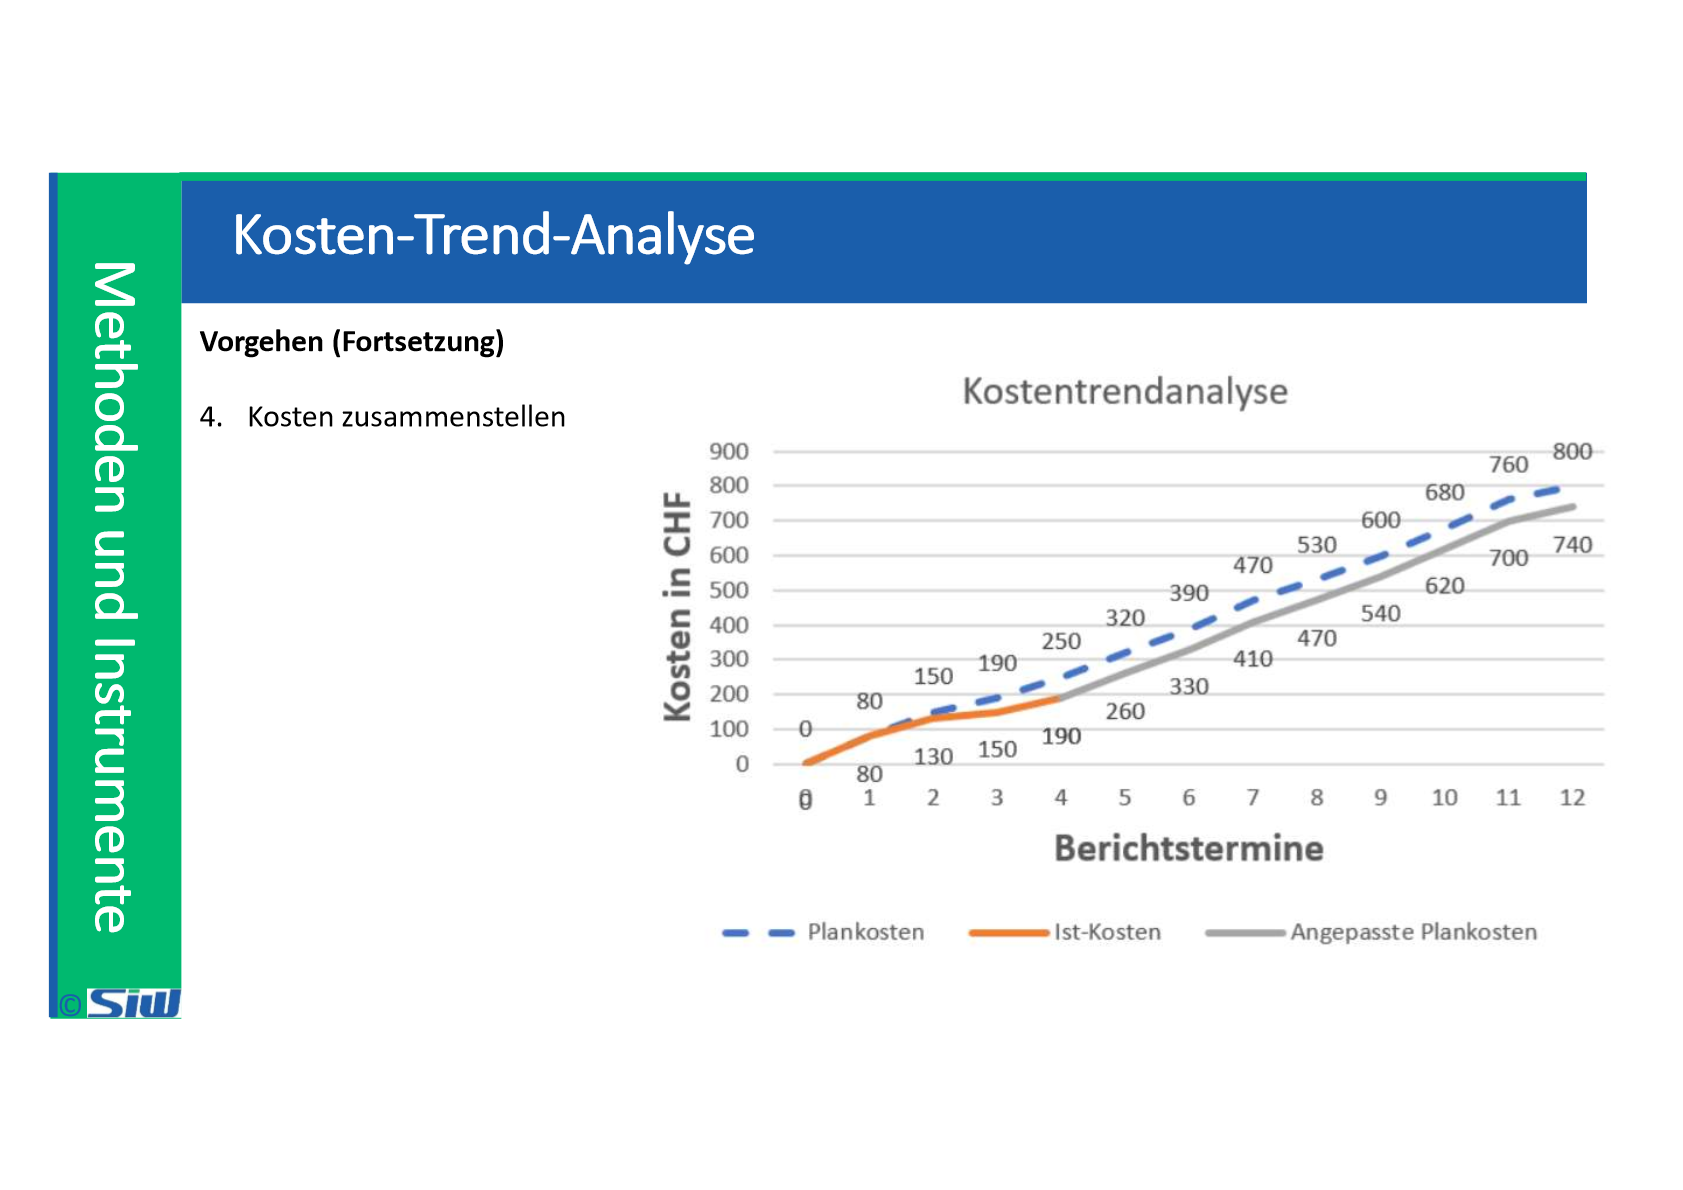 Kosten-Trend-Analyse
Methoden und Instrumente
Vorgehen (Fortsetzung)
4. Kosten zusammenstellen
Kostentrendanalyse
Kosten in CHF
900
800
700
600
500
400
300
200
100
0
0 80 150 190 250 320 390 470 530 600 680 760 800
0 80 130 150 190
190 260 330 410 470 540 620 700 740
0 1 2 3 4 5 6 7 8 9 10 11 12
Berichtstermine
Plankosten Ist-Kosten Angepasste Plankosten
© SiW